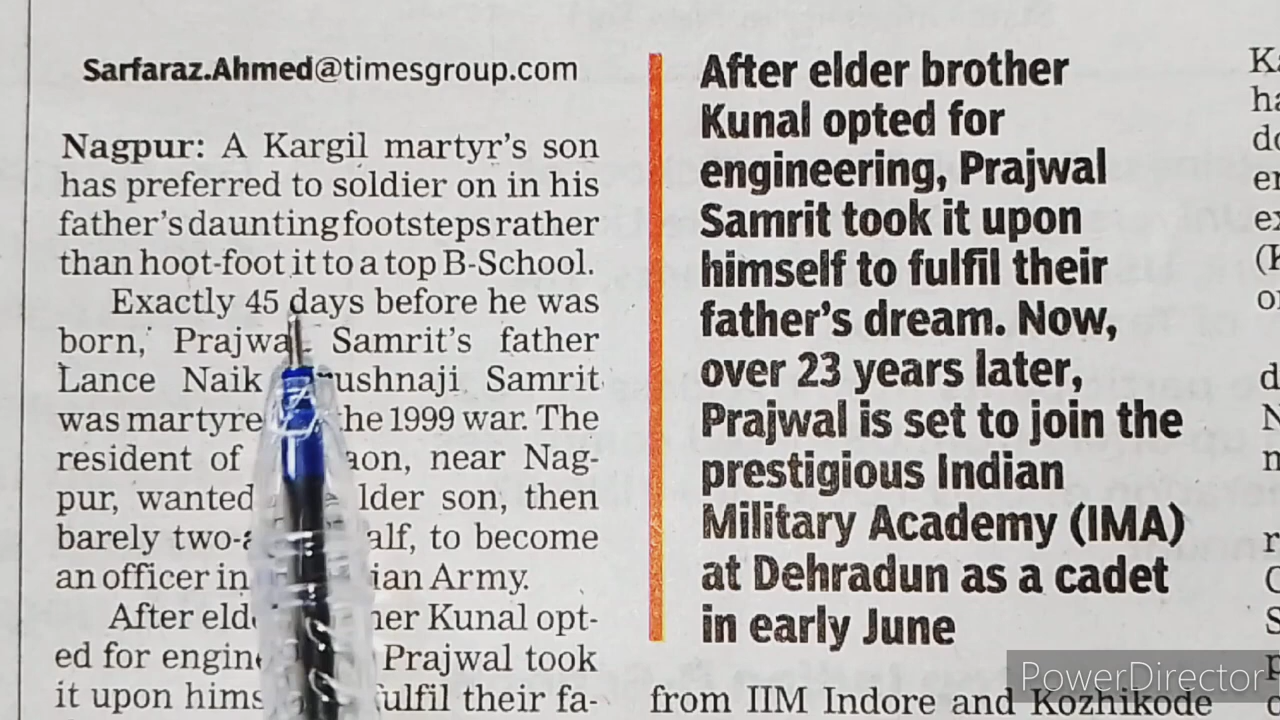 Sarfaraz.Ahmed@timesgroup.com
Nagpur: A Kargil martyr's son
has preferred to soldier on in his
father's daunting footsteps rather
than hoot-foot it to a top B-School.
Exactly 45 days before he was
born, Prajwal Samrit's father
Lance Naik Samrit
was martyre the 1999 war. The
resident of near Nag-
pur, wanted son, then
barely to become
an officer in Army.
After Kunal opt-
ed for Prajwal took
it upon fulfil their fa-
After elder brother
Kunal opted for
engineering, Prajwal
Samrit took it upon
himself to fulfil their
father's dream. Now,
over 23 years later,
Prajwal is set to join the
prestigious Indian
Military Academy (IMA)
at Dehradun as a cadet
in early June
from IIM Indore and Kozhikode
PowerDirector